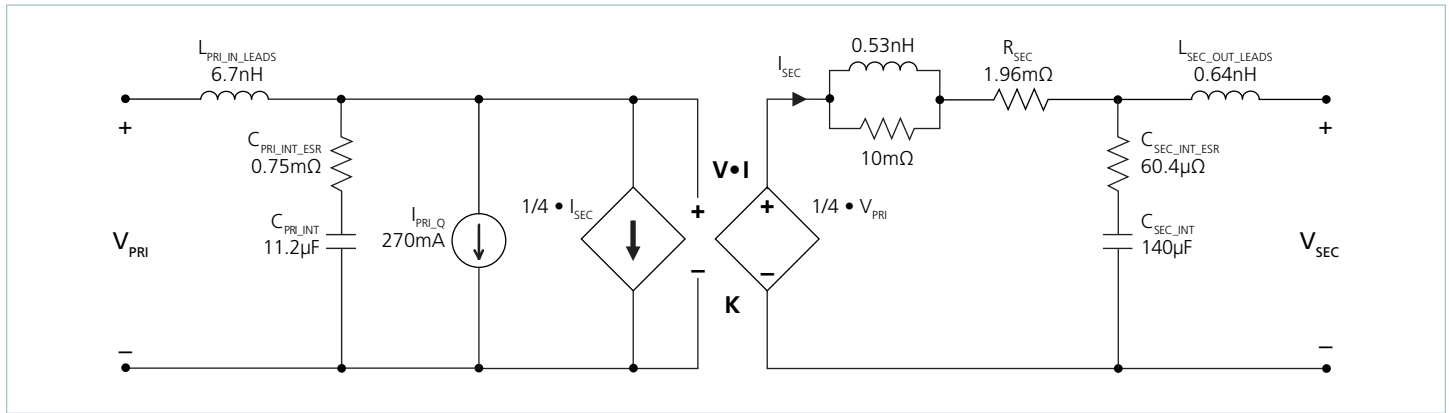 L_PRI_IN_LEADS
6.7nH
+
C_PRI_INT_ESR
0.75mΩ
C_PRI_INT
11.2µF
V_PRI
–
I_PRI_Q
270mA
1/4 • I_SEC
+
–
V•I
K
+
–
1/4 • V_PRI
I_SEC
0.53nH
10mΩ
R_SEC
1.96mΩ
L_SEC_OUT_LEADS
0.64nH
C_SEC_INT_ESR
60.4µΩ
C_SEC_INT
140µF
+
V_SEC
–